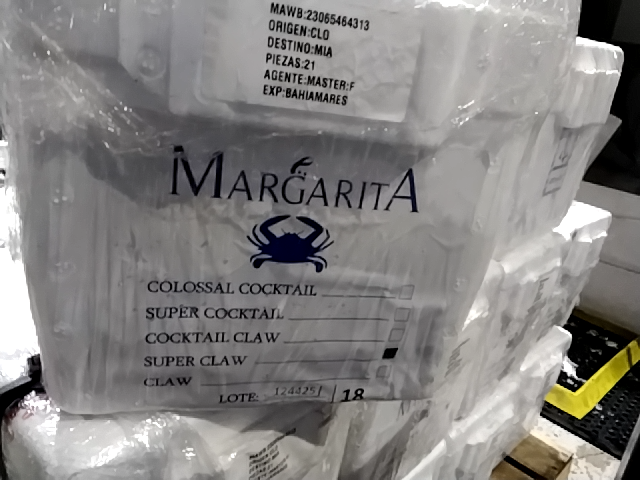 MAWB:23065464313
ORIGEN:CLO
DESTINO:MIA
PIEZAS:21
AGENTE:MASTER:F
EXP:BAHIAMARES
MARGARITA
COLOSSAL COCKTAIL
SUPER COCKTAIL
COCKTAIL CLAW
SUPER CLAW
CLAW
LOTE: 124425 18